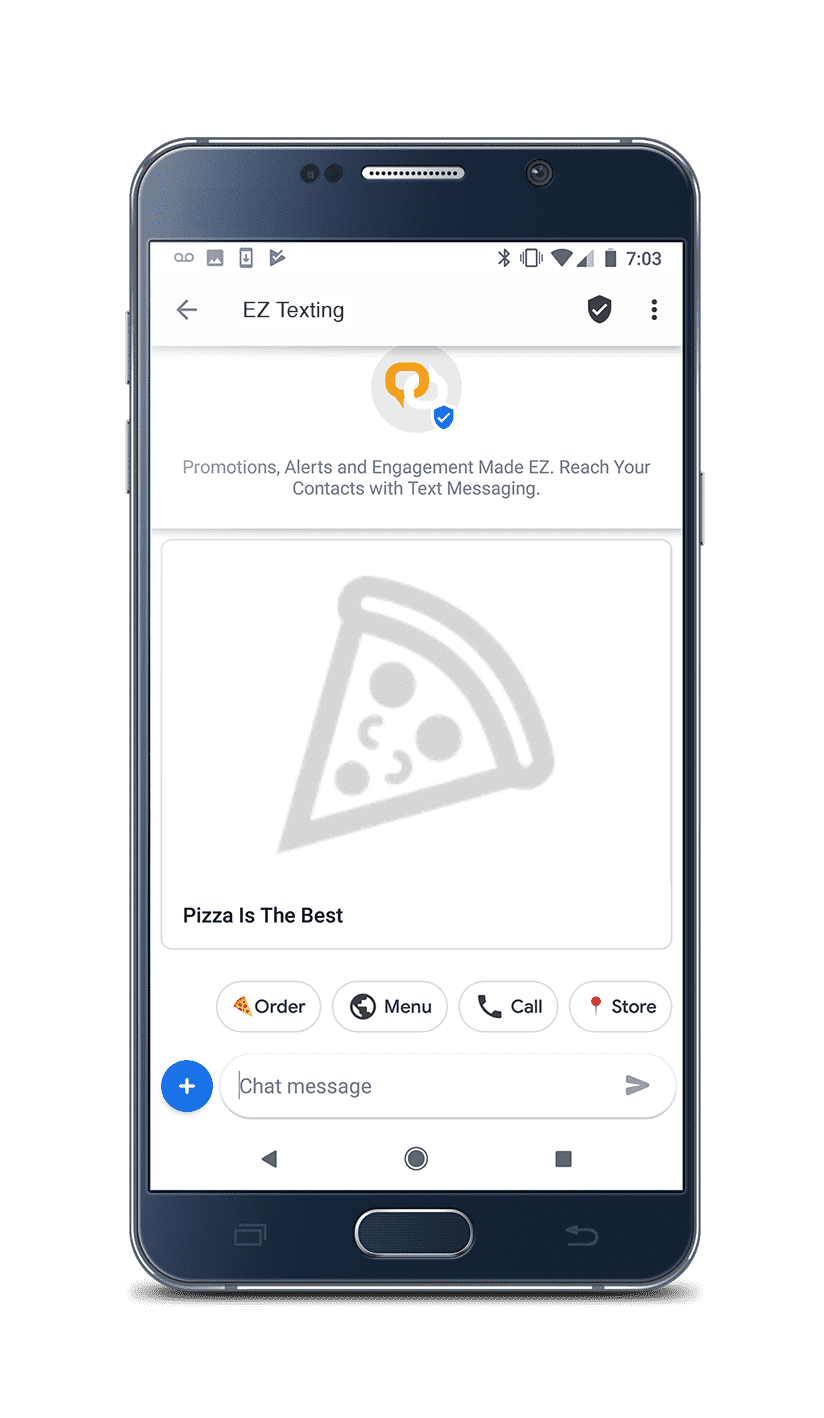 7:03
EZ Texting
Promotions, Alerts and Engagement Made EZ. Reach Your
Contacts with Text Messaging.
Pizza Is The Best
Order
Menu
Call
Store
Chat message